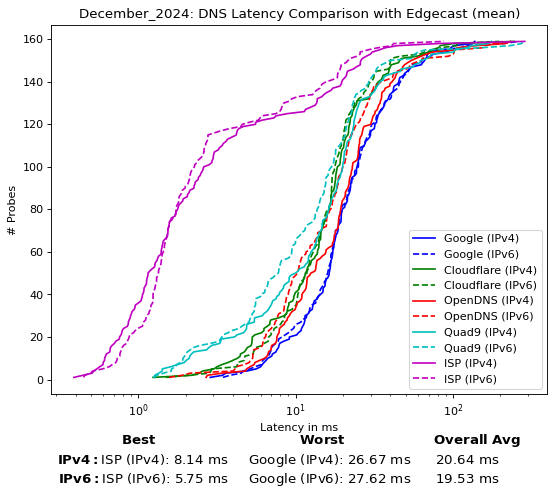 December_2024: DNS Latency Comparison with Edgecast (mean)
160
140
120
100
80
60
40
20
0
# Probes
Google (IPv4)
Google (IPv6)
Cloudflare (IPv4)
Cloudflare (IPv6)
OpenDNS (IPv4)
OpenDNS (IPv6)
Quad9 (IPv4)
Quad9 (IPv6)
ISP (IPv4)
ISP (IPv6)
10⁰ 10¹ 10²
Latency in ms
Best Worst Overall Avg
IPv4: ISP (IPv4): 8.14 ms Google (IPv4): 26.67 ms 20.64 ms
IPv6: ISP (IPv6): 5.75 ms Google (IPv6): 27.62 ms 19.53 ms